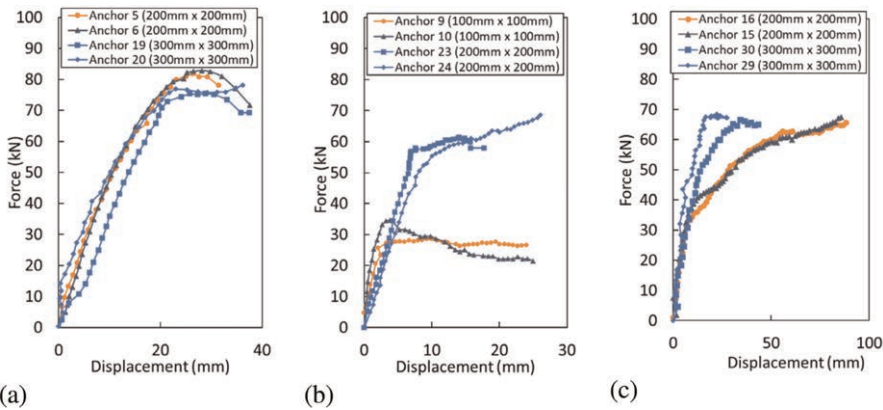 Anchor 5 (200mm x 200mm)
Anchor 6 (200mm x 200mm)
Anchor 19 (300mm x 300mm)
Anchor 20 (300mm x 300mm)
Force (kN)
100
90
80
70
60
50
40
30
20
10
0
0 20 40
Displacement (mm)
(a)
Anchor 9 (100mm x 100mm)
Anchor 10 (100mm x 100mm)
Anchor 23 (200mm x 200mm)
Anchor 24 (200mm x 200mm)
Force (kN)
100
90
80
70
60
50
40
30
20
10
0
0 10 20 30
Displacement (mm)
(b)
Anchor 16 (200mm x 200mm)
Anchor 15 (200mm x 200mm)
Anchor 30 (300mm x 300mm)
Anchor 29 (300mm x 300mm)
Force (kN)
100
90
80
70
60
50
40
30
20
10
0
0 50 100
Displacement (mm)
(c)